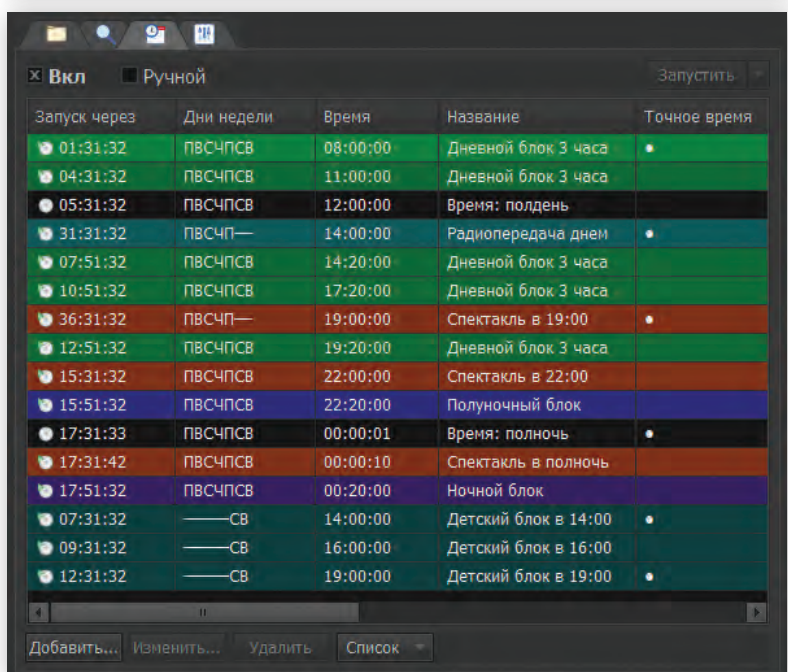 Вкл Ручной Запустить
Запуск через Дни недели Время Название Точное время
01:31:32 ПВСЧПСВ 08:00:00 Дневной блок 3 часа •
04:31:32 ПВСЧПСВ 11:00:00 Дневной блок 3 часа
05:31:32 ПВСЧПСВ 12:00:00 Время: полдень
31:31:32 ПВСЧП— 14:00:00 Радиопередача днем •
07:51:32 ПВСЧПСВ 14:20:00 Дневной блок 3 часа
10:51:32 ПВСЧПСВ 17:20:00 Дневной блок 3 часа
36:31:32 ПВСЧП— 19:00:00 Спектакль в 19:00 •
12:51:32 ПВСЧПСВ 19:20:00 Дневной блок 3 часа
15:31:32 ПВСЧПСВ 22:00:00 Спектакль в 22:00
15:51:32 ПВСЧПСВ 22:20:00 Полуночный блок
17:31:33 ПВСЧПСВ 00:00:01 Время: полночь •
17:31:42 ПВСЧПСВ 00:00:10 Спектакль в полночь
17:51:32 ПВСЧПСВ 00:20:00 Ночной блок
07:31:32 ———СВ 14:00:00 Детский блок в 14:00 •
09:31:32 ———СВ 16:00:00 Детский блок в 16:00
12:31:32 ———СВ 19:00:00 Детский блок в 19:00 •
Добавить... Изменить... Удалить Список